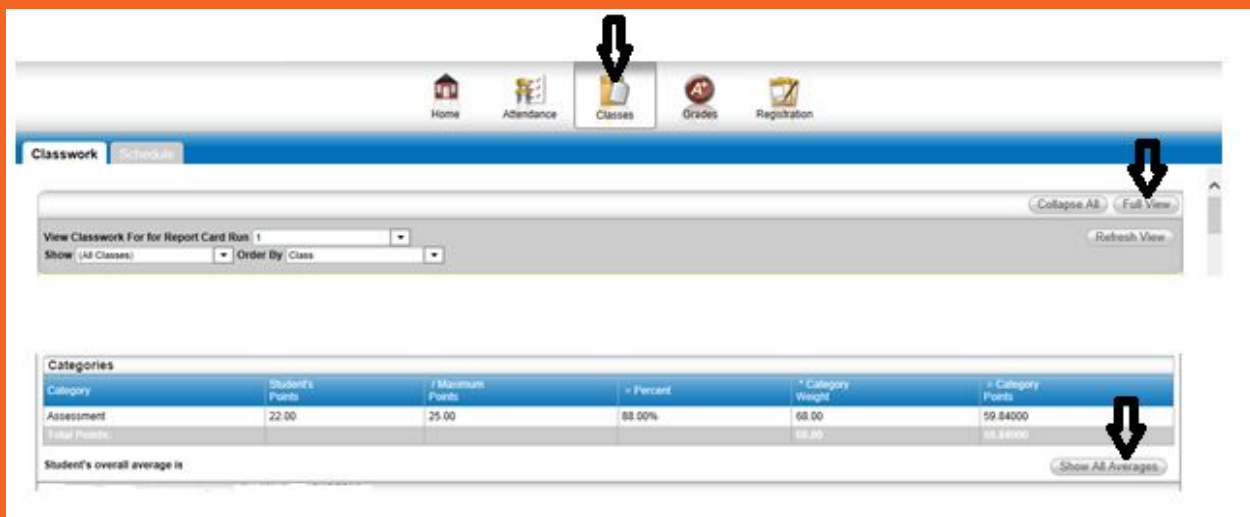 Home Attendance Classes Grades Registration
Classwork Schedule
Collapse All Full View
View Classwork For for Report Card Run 1 Refresh View
Show (All Classes) Order By Class
Categories
Category Student's Points / Maximum Points = Percent * Category Weight = Category Points
Assessment 22.00 25.00 88.00% 68.00 59.84000
Total Points: 68.00 59.84000
Student's overall average is Show All Averages